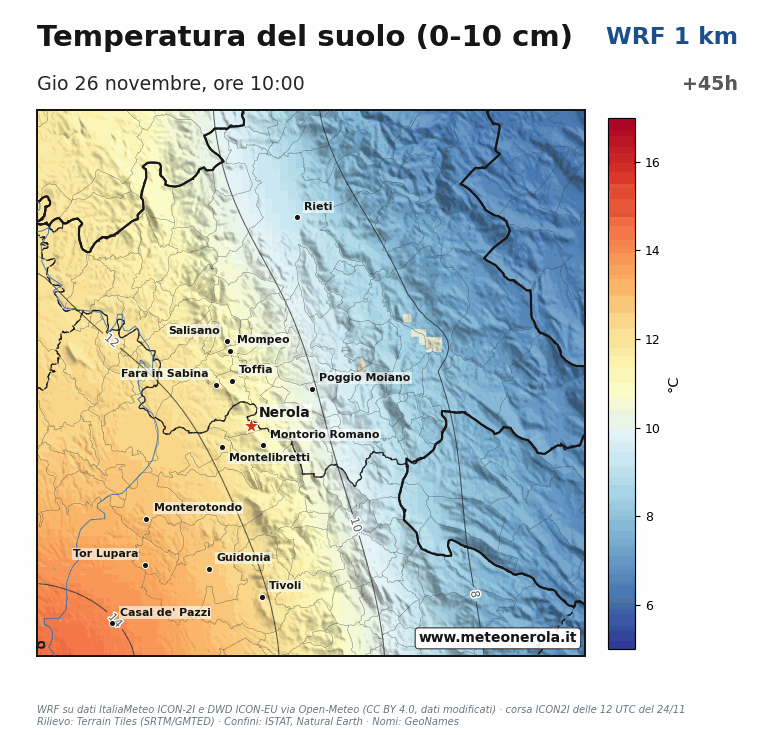 Temperatura del suolo (0-10 cm)
WRF 1 km
Gio 26 novembre, ore 10:00
+45h
Rieti
Salisano
Mompeo
Toffia
Fara in Sabina
Poggio Moiano
Nerola
Montorio Romano
Montelibretti
Monterotondo
Tor Lupara
Guidonia
Tivoli
Casal de' Pazzi
12
10
8
14
www.meteonerola.it
16
14
12
10
8
6
°C
WRF su dati ItaliaMeteo ICON-2I e DWD ICON-EU via Open-Meteo (CC BY 4.0, dati modificati) · corsa ICON2I delle 12 UTC del 24/11
Rilievo: Terrain Tiles (SRTM/GMTED) · Confini: ISTAT, Natural Earth · Nomi: GeoNames